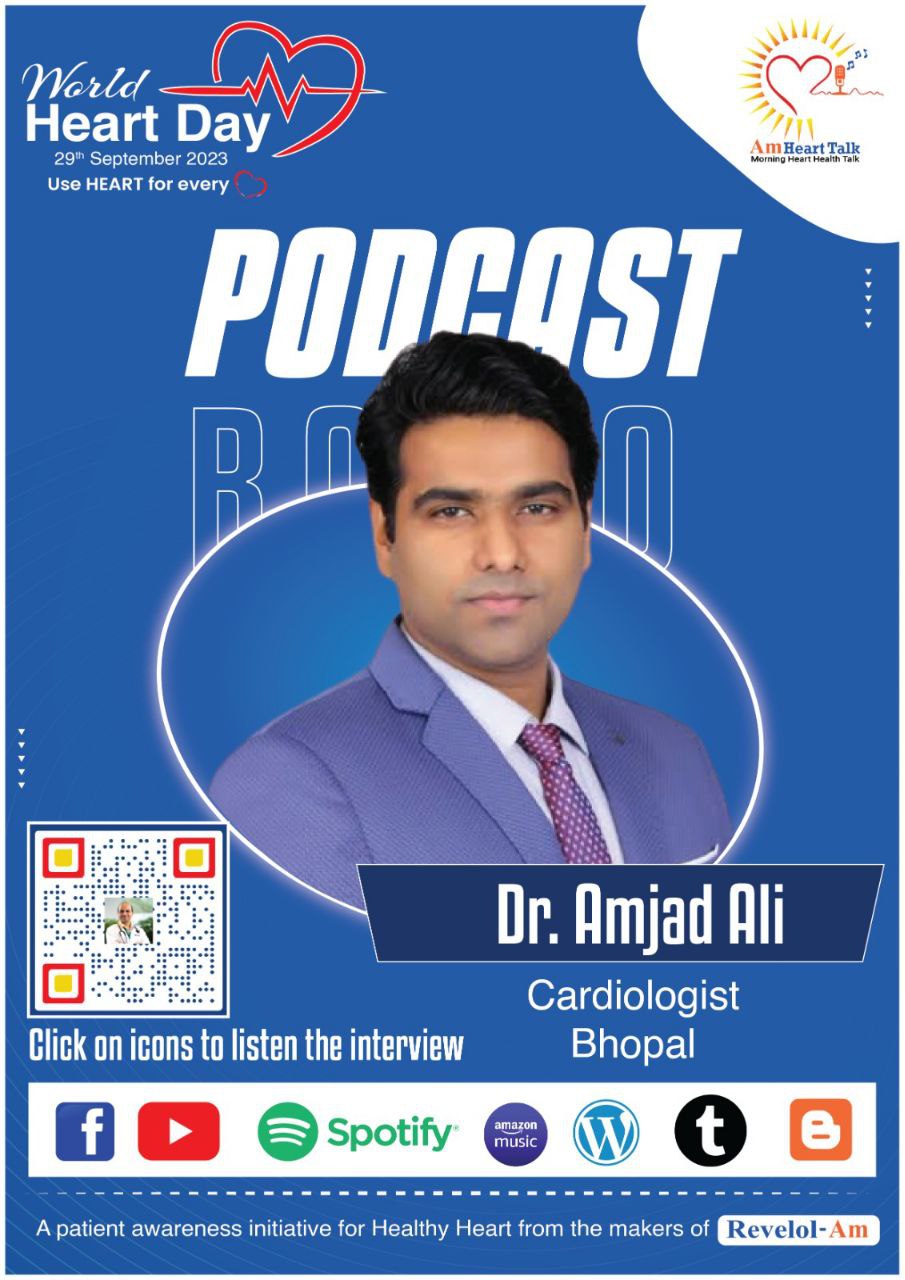 World
Heart Day
29th September 2023
Use HEART for every
Am Heart Talk
Morning Heart Health Talk
PODCAST
Dr. Amjad Ali
Cardiologist
Bhopal
Click on icons to listen the interview
f
Spotify
amazon
music
W
t
B
A patient awareness initiative for Healthy Heart from the makers of Revelol-Am